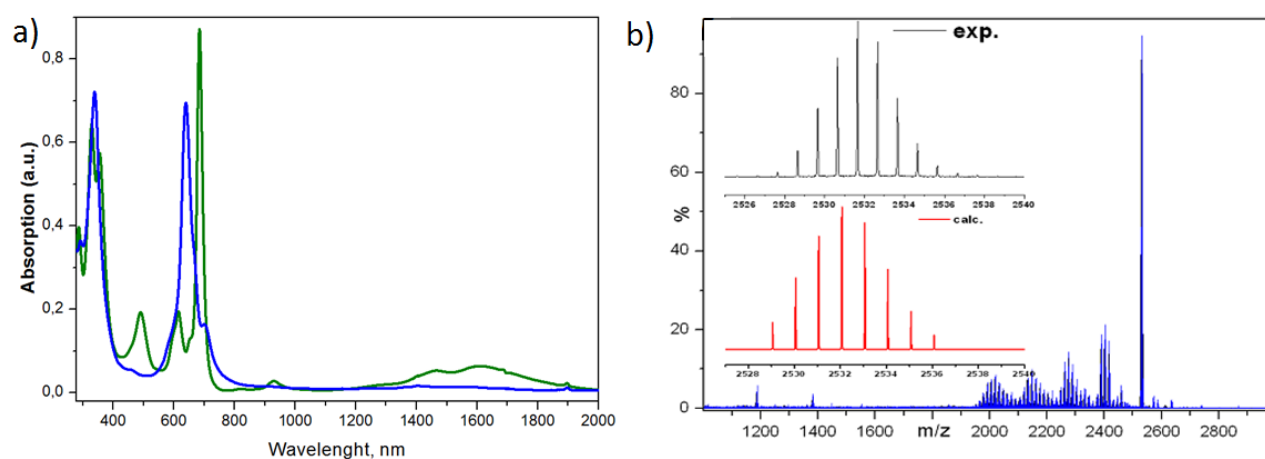 a)
Absorption (a.u.)
0,8
0,6
0,4
0,2
0,0
400 600 800 1000 1200 1400 1600 1800 2000
Wavelenght, nm
b)
exp.
2526 2528 2530 2532 2534 2536 2538 2540
calc.
2528 2530 2532 2534 2536 2538 2540
%
80
60
40
20
0
1200 1400 1600 m/z 2000 2200 2400 2600 2800